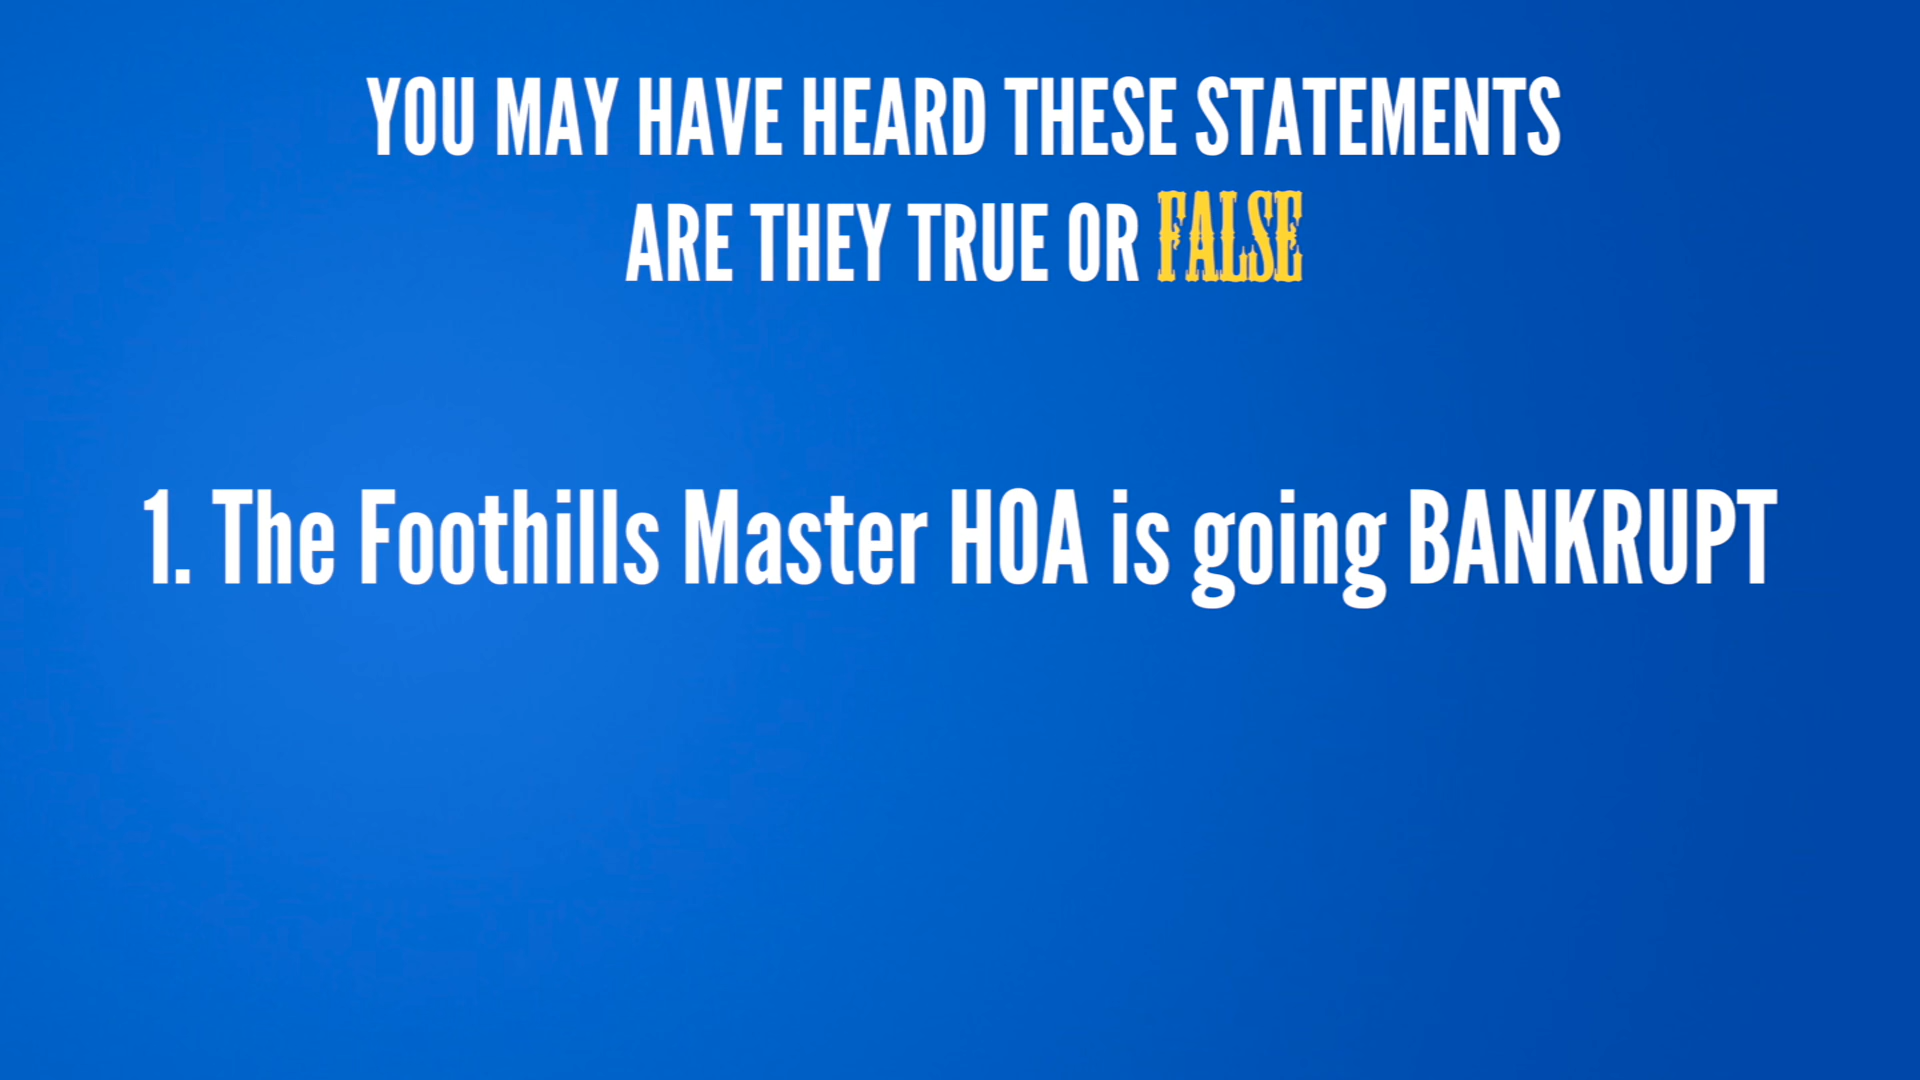 YOU MAY HAVE HEARD THESE STATEMENTS
ARE THEY TRUE OR FALSE
1. The Foothills Master HOA is going BANKRUPT